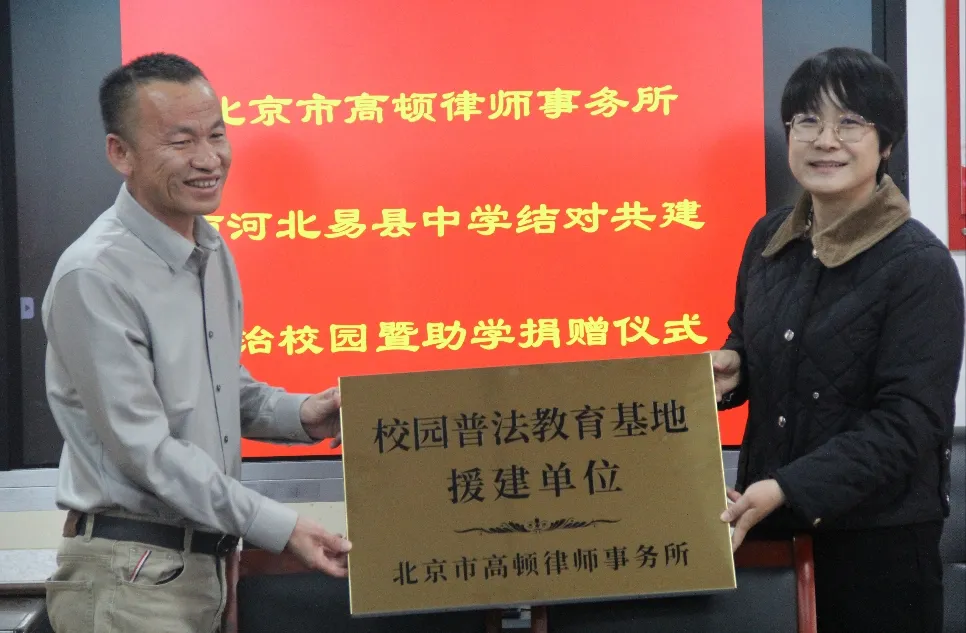 北京市高顿律师事务所
河北易县中学结对共建
治校园暨助学捐赠仪式
校园普法教育基地
援建单位
北京市高顿律师事务所